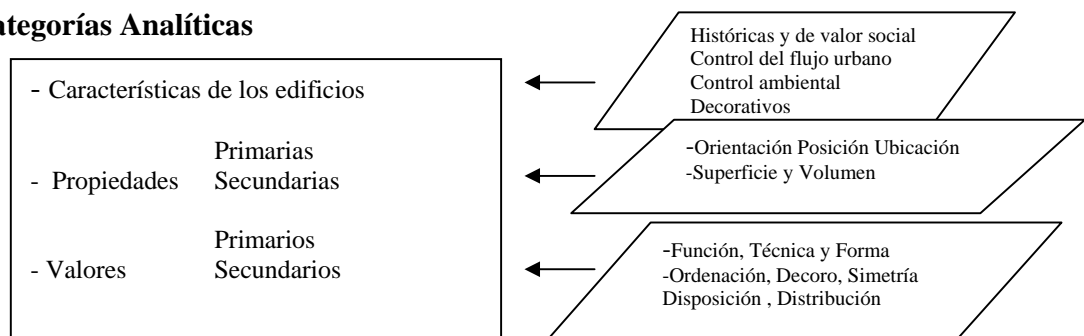 ategorías Analíticas
- Características de los edificios
Primarias
- Propiedades Secundarias
Primarios
- Valores Secundarios
Históricas y de valor social
Control del flujo urbano
Control ambiental
Decorativos
-Orientación Posición Ubicación
-Superficie y Volumen
-Función, Técnica y Forma
-Ordenación, Decoro, Simetría
Disposición , Distribución